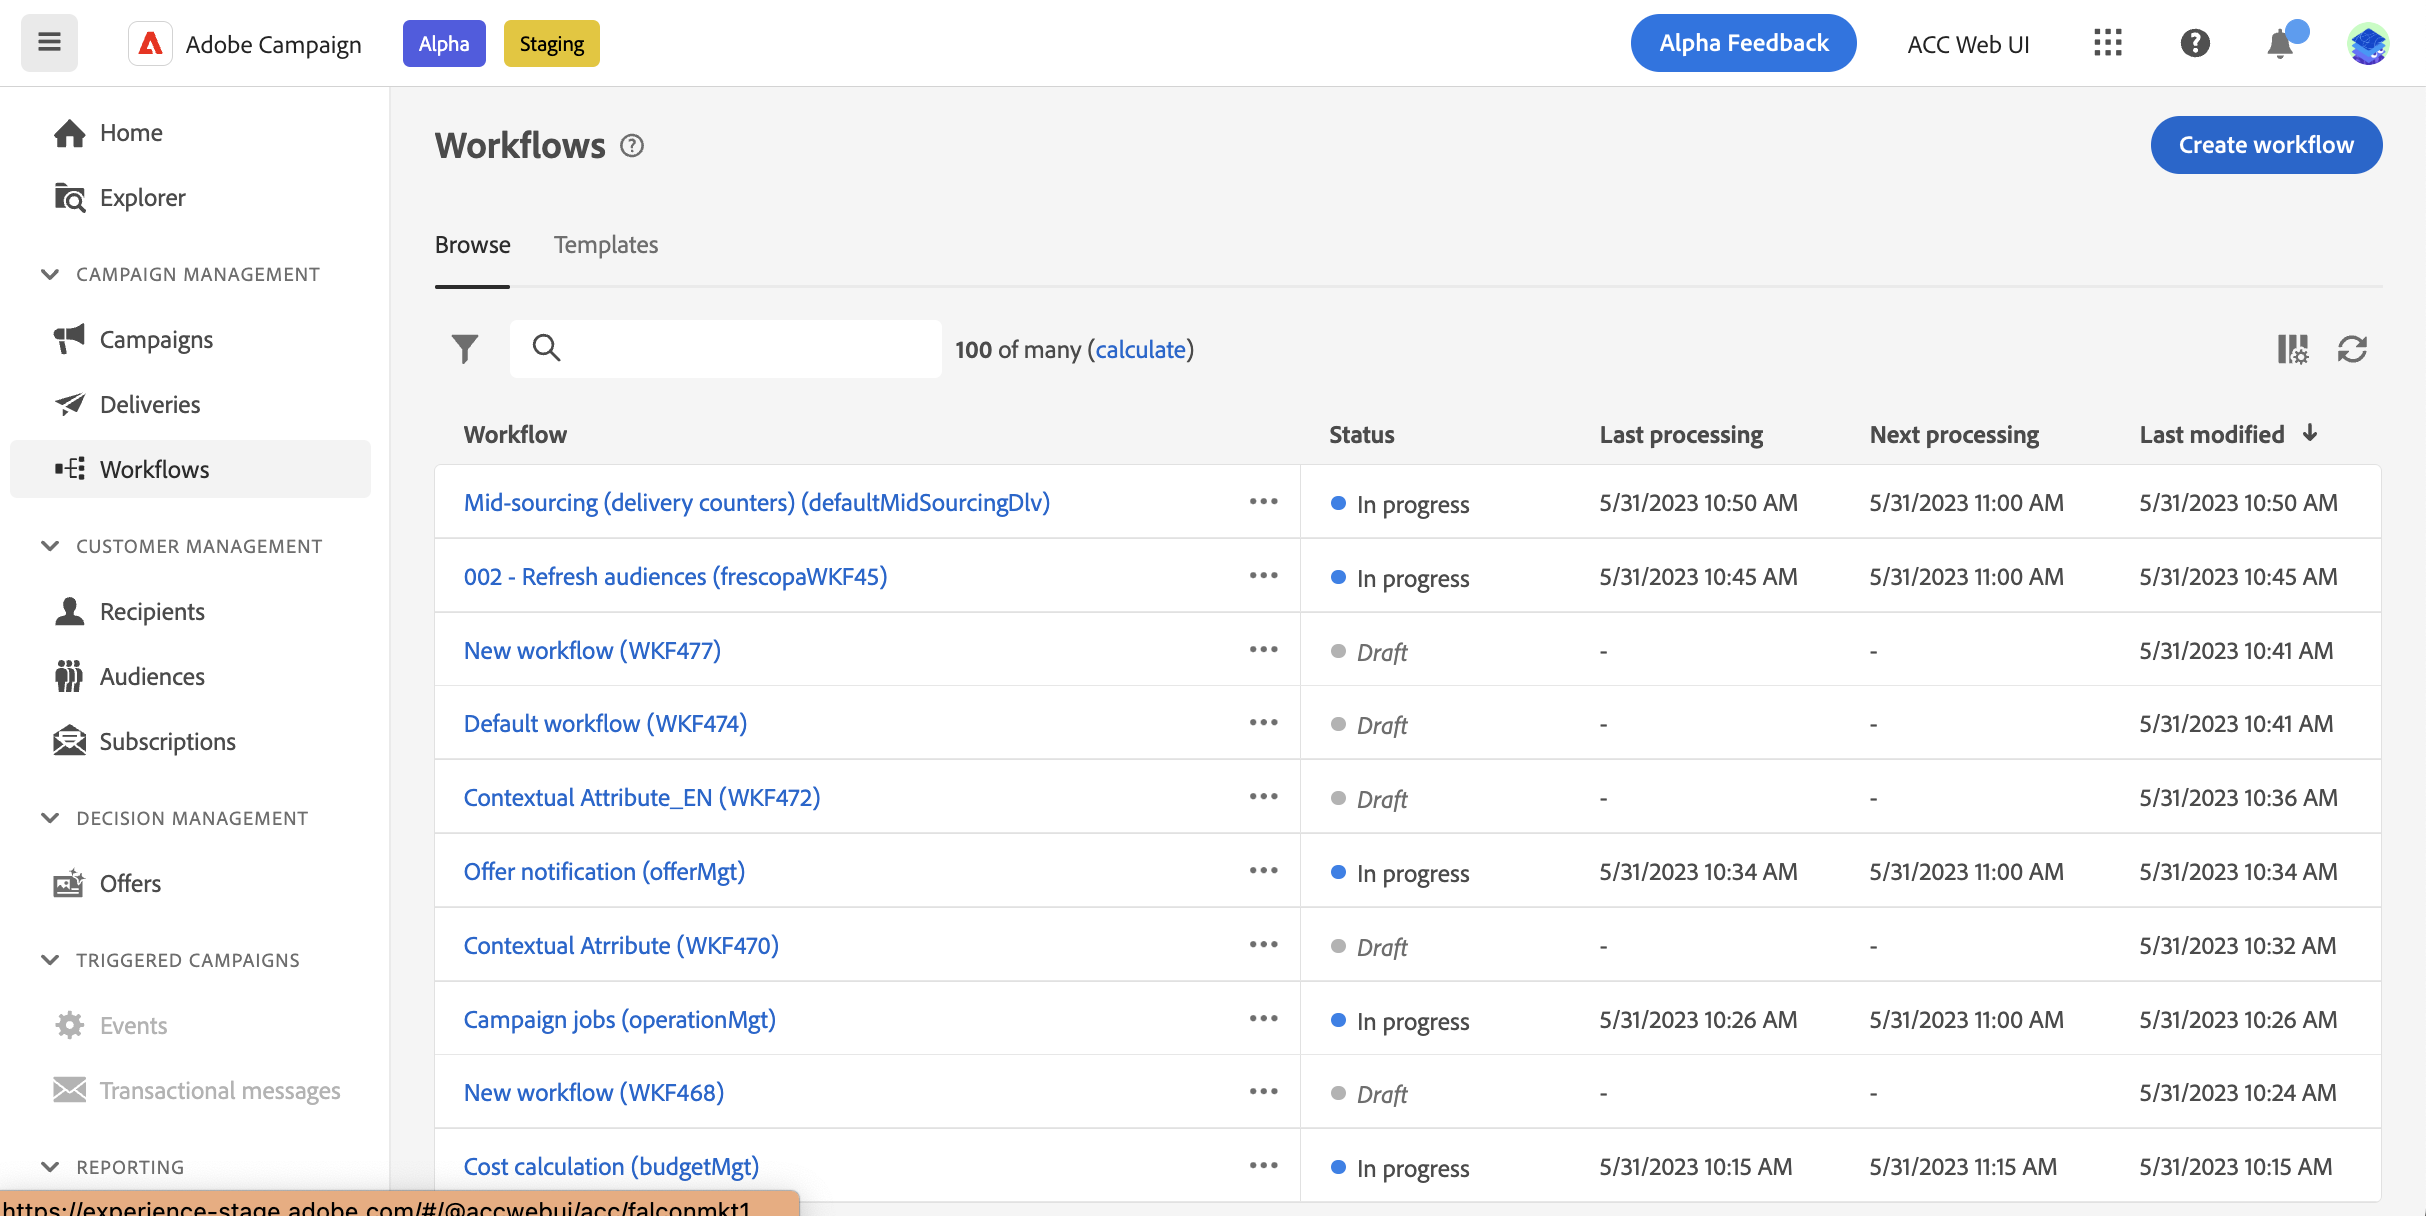 Adobe Campaign Alpha Staging Alpha Feedback ACC Web UI
Home
Explorer
CAMPAIGN MANAGEMENT
Campaigns
Deliveries
Workflows
CUSTOMER MANAGEMENT
Recipients
Audiences
Subscriptions
DECISION MANAGEMENT
Offers
TRIGGERED CAMPAIGNS
Events
Transactional messages
REPORTING
https://experience-stage.adobe.com/#/@accwebui/acc/falconmkt1
Workflows
Create workflow
Browse Templates
100 of many (calculate)
Workflow Status Last processing Next processing Last modified
Mid-sourcing (delivery counters) (defaultMidSourcingDlv) ••• In progress 5/31/2023 10:50 AM 5/31/2023 11:00 AM 5/31/2023 10:50 AM
002 - Refresh audiences (frescopaWKF45) ••• In progress 5/31/2023 10:45 AM 5/31/2023 11:00 AM 5/31/2023 10:45 AM
New workflow (WKF477) ••• Draft - - 5/31/2023 10:41 AM
Default workflow (WKF474) ••• Draft - - 5/31/2023 10:41 AM
Contextual Attribute_EN (WKF472) ••• Draft - - 5/31/2023 10:36 AM
Offer notification (offerMgt) ••• In progress 5/31/2023 10:34 AM 5/31/2023 11:00 AM 5/31/2023 10:34 AM
Contextual Atrribute (WKF470) ••• Draft - - 5/31/2023 10:32 AM
Campaign jobs (operationMgt) ••• In progress 5/31/2023 10:26 AM 5/31/2023 11:00 AM 5/31/2023 10:26 AM
New workflow (WKF468) ••• Draft - - 5/31/2023 10:24 AM
Cost calculation (budgetMgt) ••• In progress 5/31/2023 10:15 AM 5/31/2023 11:15 AM 5/31/2023 10:15 AM